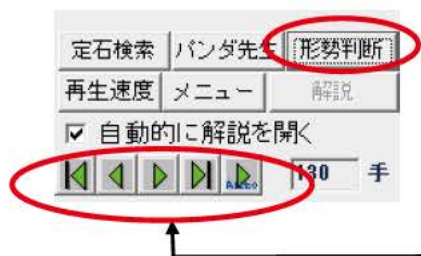 定石検索 パンダ先生 形勢判断
再生速度 メニュー 解説
自動的に解説を開く
Auto 130 手